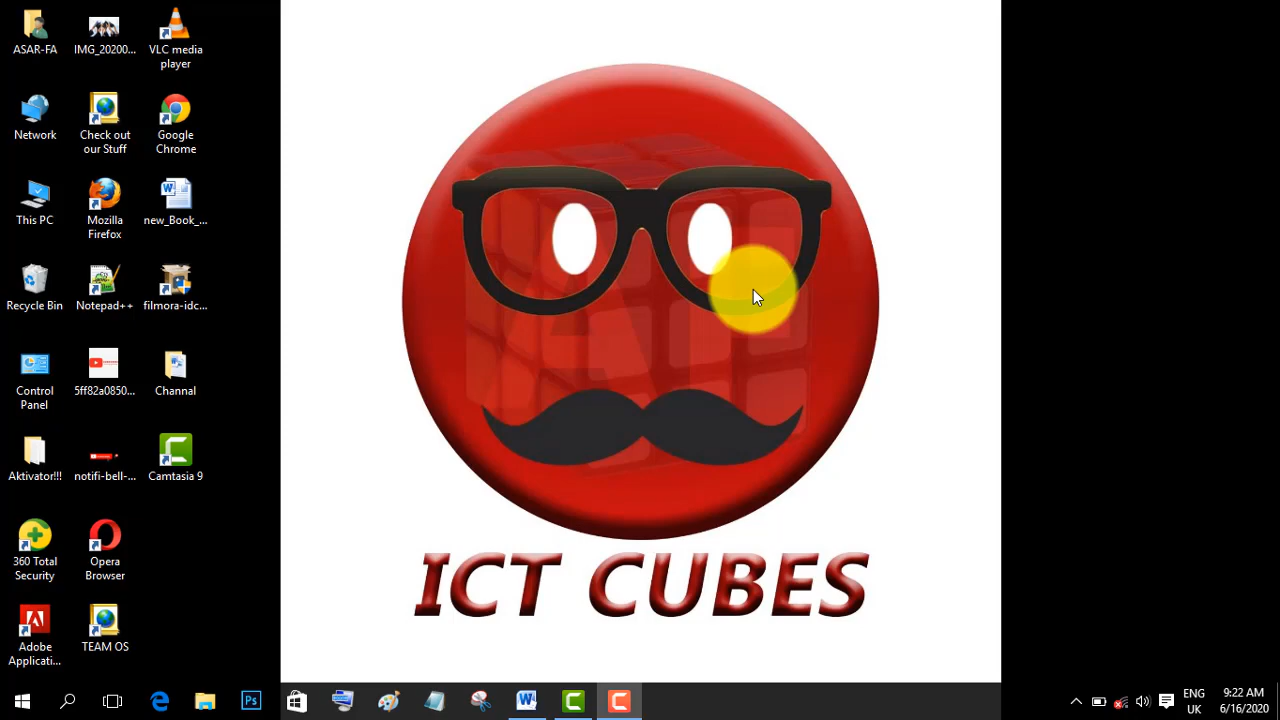 ASAR-FA
IMG_20200...
VLC media
player
Network
Check out
our Stuff
Google
Chrome
This PC
Mozilla
Firefox
new_Book_...
Recycle Bin
Notepad++
filmora-idc...
Control
Panel
5ff82a0850...
Channel
Aktivator!!!
notifi-bell-...
Camtasia 9
360 Total
Security
Opera
Browser
Adobe
Applicati...
TEAM OS
ICT CUBES
Ps
ENG
UK
9:22 AM
6/16/2020